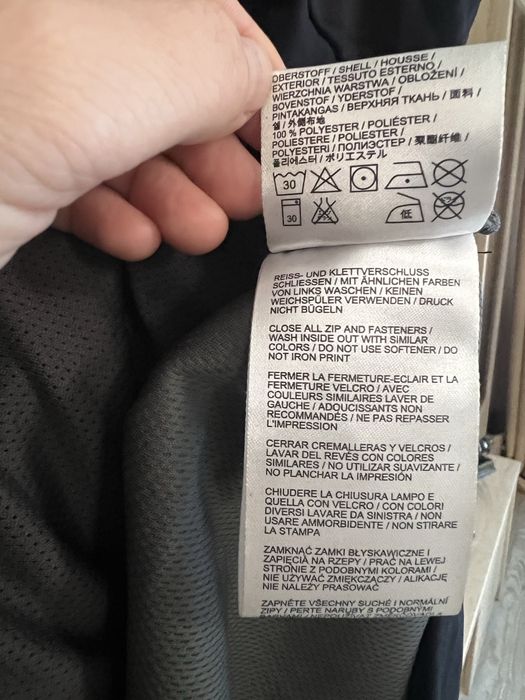 OBERSTOFF / SHELL / HOUSSE /
EXTERIOR / TESSUTO ESTERNO /
WIERZCHNIA WARSTWA / OBLOŽENÍ /
BOVENSTOF / YDERSTOF /
PINTAKANGAS / ВЕРХНЯЯ ТКАНЬ / 面料 /
쉘 / 外側布地
100 % POLYESTER / POLIÉSTER /
POLIESTERE / POLIESTER /
POLYESTERI / ПОЛИЭСТЕР / 聚酯纤维 /
폴리에스터 / ポリエステル
30
30 低
REISS- UND KLETTVERSCHLUSS
SCHLIESSEN / MIT ÄHNLICHEN FARBEN
VON LINKS WASCHEN / KEINEN
WEICHSPÜLER VERWENDEN / DRUCK
NICHT BÜGELN
CLOSE ALL ZIP AND FASTENERS /
WASH INSIDE OUT WITH SIMILAR
COLORS / DO NOT USE SOFTENER / DO
NOT IRON PRINT
FERMER LA FERMETURE-ECLAIR ET LA
FERMETURE VELCRO / AVEC
COULEURS SIMILAIRES LAVER DE
GAUCHE / ADOUCISSANTS NON
RECOMMANDÉS / NE PAS REPASSER
L'IMPRESSION
CERRAR CREMALLERAS Y VELCROS /
LAVAR DEL REVÉS CON COLORES
SIMILARES / NO UTILIZAR SUAVIZANTE /
NO PLANCHAR LA IMPRESIÓN
CHIUDERE LA CHIUSURA LAMPO E
QUELLA CON VELCRO / CON COLORI
DIVERSI LAVARE DA SINISTRA / NON
USARE AMMORBIDENTE / NON STIRARE
LA STAMPA
ZAMKNĄĆ ZAMKI BŁYSKAWICZNE I
ZAPIĘCIA NA RZEPY / PRAĆ NA LEWEJ
STRONIE Z PODOBNYMI KOLORAMI /
NIE UŻYWAĆ ZMIĘKCZACZY / ALIKACJĘ
NIE NALEŻY PRASOWAĆ
ZAPNĚTE VŠECHNY SUCHÉ I NORMÁLNÍ
ZIPY / PERTE NARUBY S PODOBNÝMI